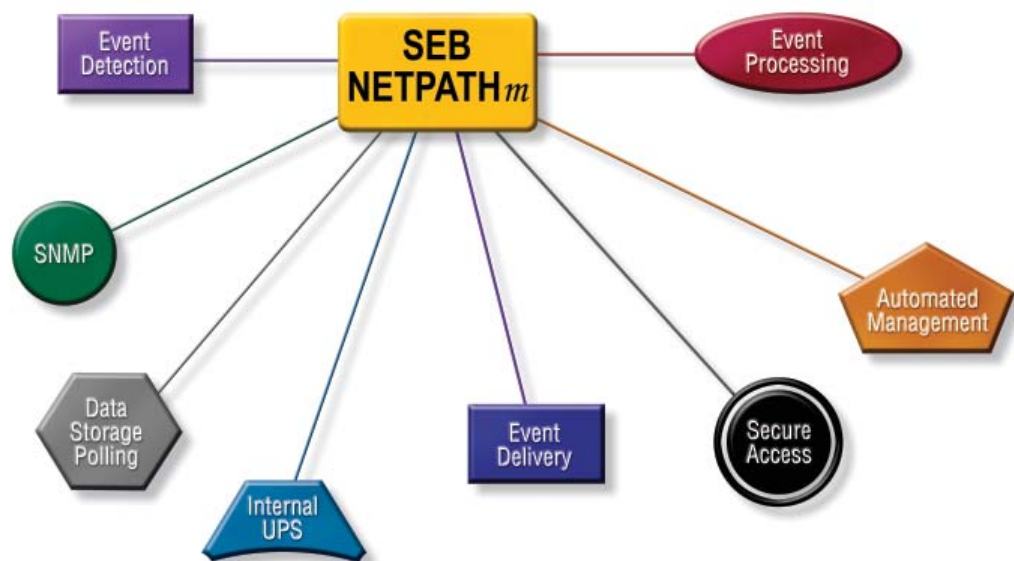 SEB
NETPATHm
Event
Detection
Event
Processing
SNMP
Automated
Management
Data
Storage
Polling
Internal
UPS
Event
Delivery
Secure
Access